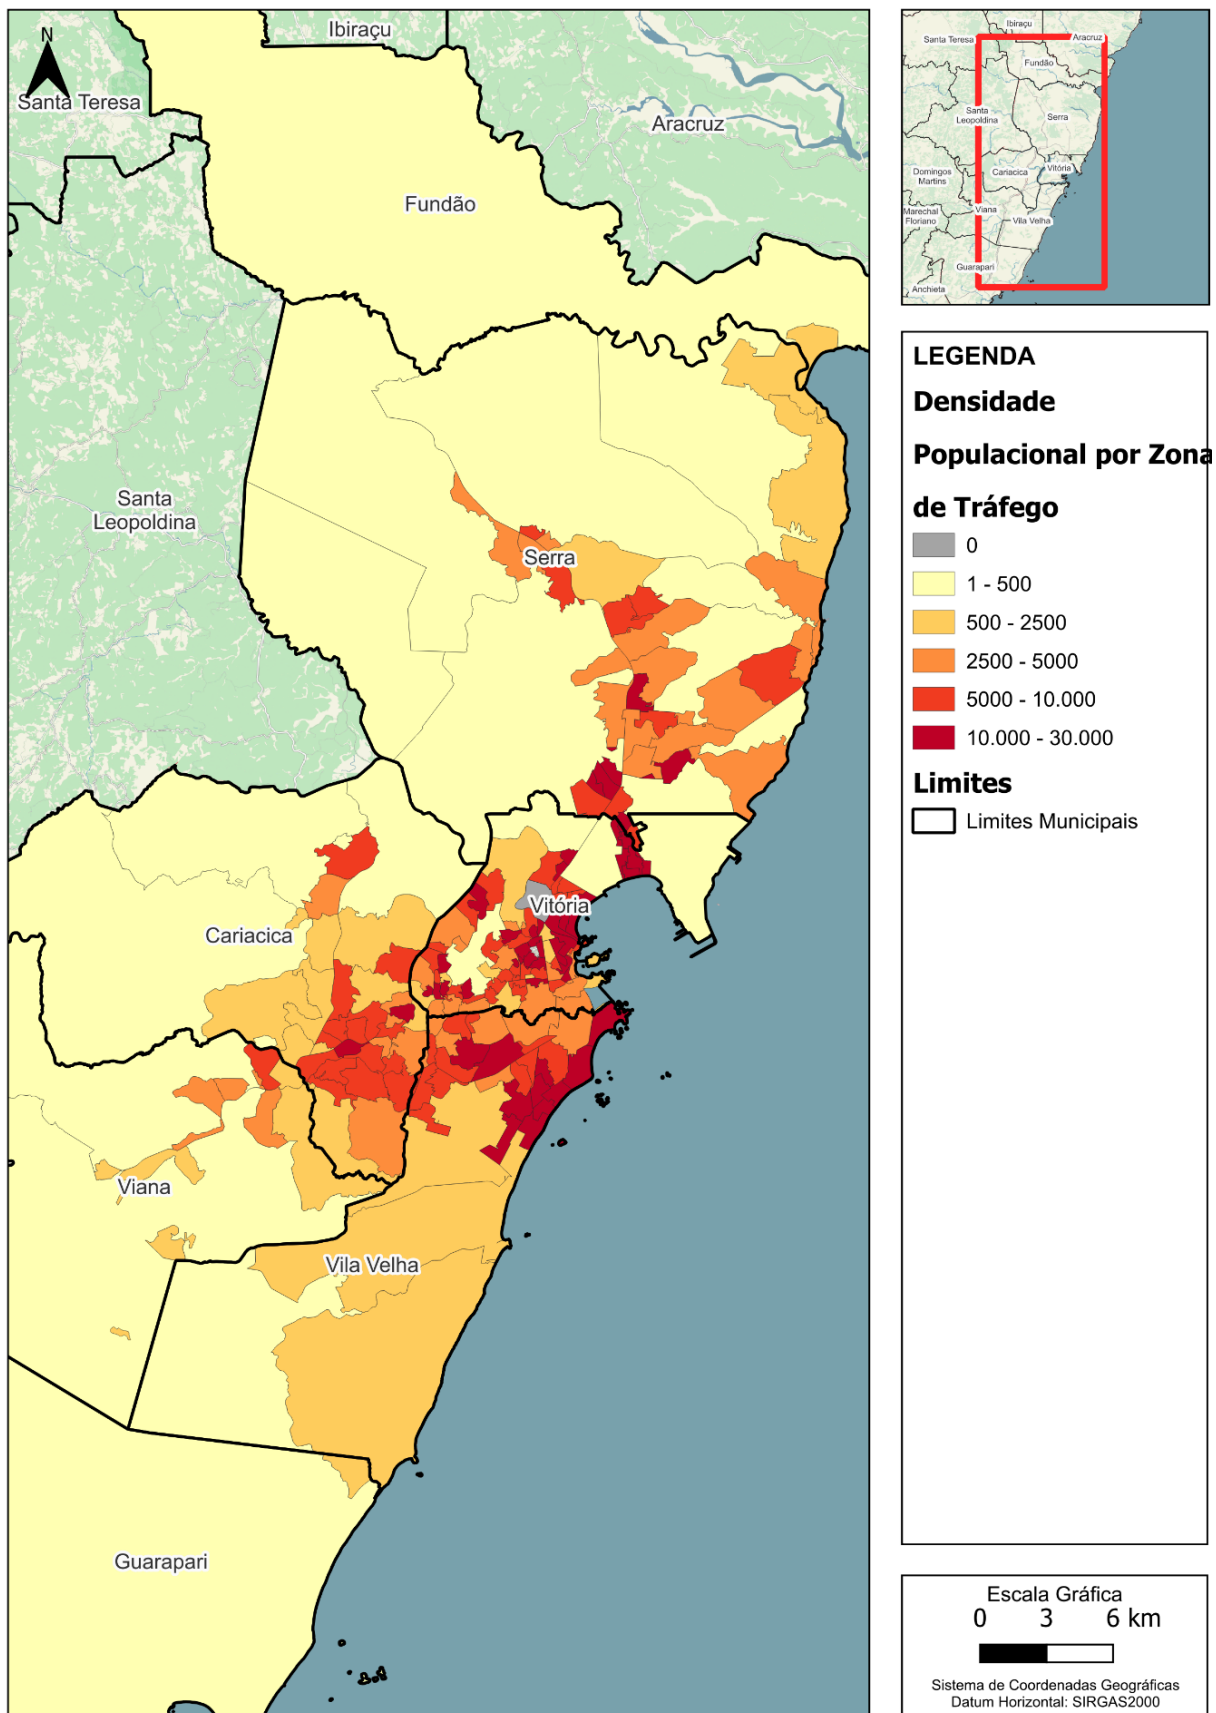 Ibiraçu
N
Santa Teresa
Aracruz
Fundão
Santa
Leopoldina
Serra
Vitória
Cariacica
Viana
Vila Velha
Guarapari
Ibiraçu
Santa Teresa
Aracruz
Fundão
Santa
Leopoldina
Serra
Vitória
Cariacica
Domingos
Martins
Viana
Marechal
Floriano
Vila Velha
Guarapari
Anchieta
LEGENDA
Densidade
Populacional por Zona
de Tráfego
0
1 - 500
500 - 2500
2500 - 5000
5000 - 10.000
10.000 - 30.000
Limites
Limites Municipais
Escala Gráfica
0 3 6 km
Sistema de Coordenadas Geográficas
Datum Horizontal: SIRGAS2000